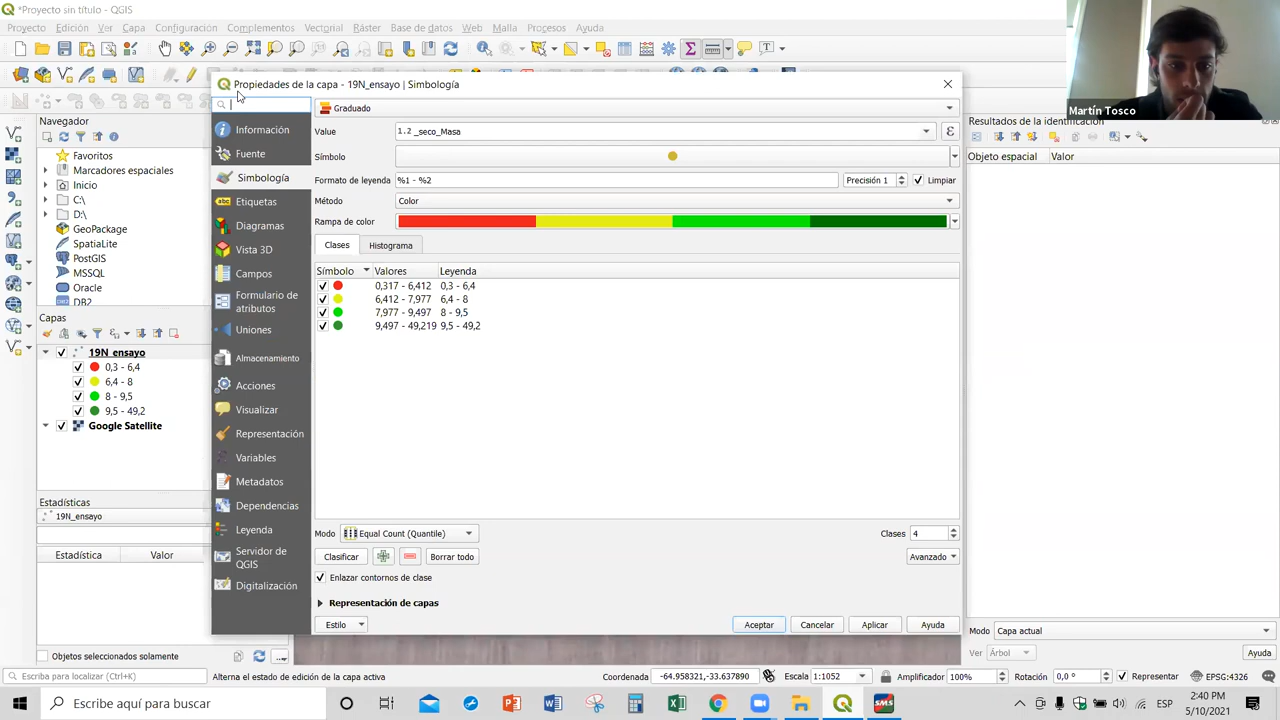 *Proyecto sin título - QGIS
Proyecto Edición Ver Capa Configuración Complementos Vectorial Ráster Base de datos Web Malla Procesos Ayuda
Martín Tosco
Navegador
Favoritos
Marcadores espaciales
Inicio
C:\
D:\
GeoPackage
SpatiaLite
PostGIS
MSSQL
Oracle
DB2
Capas
19N_ensayo
0,3 - 6,4
6,4 - 8
8 - 9,5
9,5 - 49,2
Google Satellite
Estadísticas
19N_ensayo
Estadística Valor
Objetos seleccionados solamente
Propiedades de la capa - 19N_ensayo | Simbología
Información
Fuente
Simbología
Etiquetas
Diagramas
Vista 3D
Campos
Formulario de
atributos
Uniones
Almacenamiento
Acciones
Visualizar
Representación
Variables
Metadatos
Dependencias
Leyenda
Servidor de
QGIS
Digitalización
Graduado
Value 1.2 _seco_Masa
Símbolo
Formato de leyenda %1 - %2 Precisión 1 Limpiar
Método Color
Rampa de color
Clases Histograma
Símbolo Valores Leyenda
0,317 - 6,412 0,3 - 6,4
6,412 - 7,977 6,4 - 8
7,977 - 9,497 8 - 9,5
9,497 - 49,219 9,5 - 49,2
Modo Equal Count (Quantile) Clases 4
Clasificar Borrar todo Avanzado
Enlazar contornos de clase
Representación de capas
Estilo Aceptar Cancelar Aplicar Ayuda
Resultados de la identificación
Objeto espacial Valor
Modo Capa actual
Ver Árbol Ayuda
Escriba para localizar (Ctrl+K) Alterna el estado de edición de la capa activa Coordenada -64.958321,-33.637890 Escala 1:1052 Amplificador 100% Rotación 0,0 ° Representar EPSG:4326
Escribe aquí para buscar
ESP
2:40 PM
5/10/2021